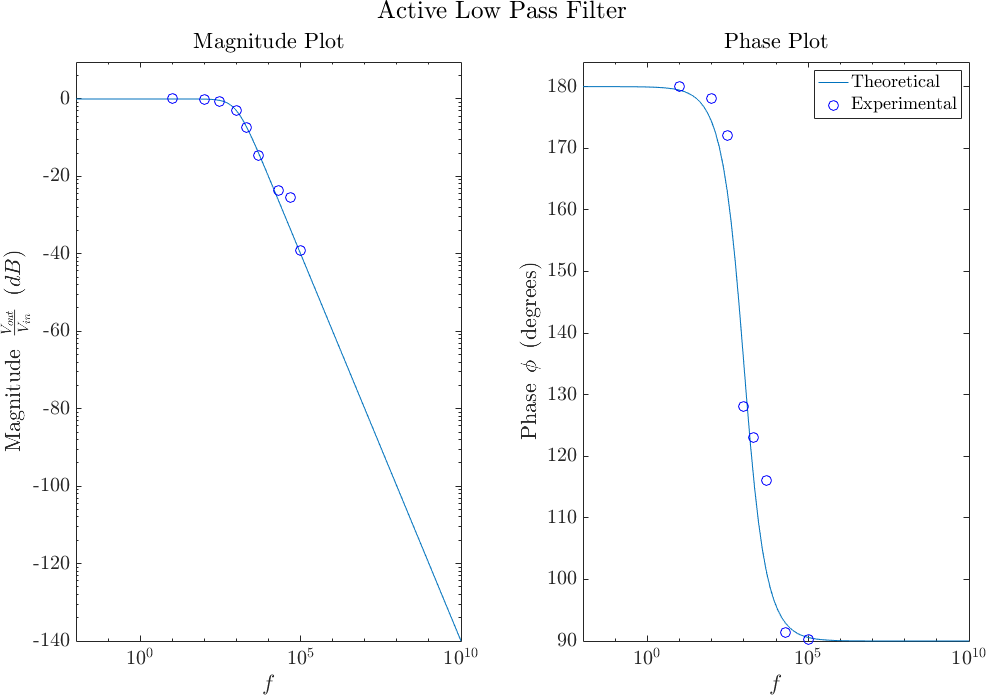 Active Low Pass Filter
Magnitude Plot
0
-20
-40
-60
-80
-100
-120
-140
10^0
10^5
10^10
Magnitude V_out/V_in (dB)
f
Phase Plot
Theoretical
Experimental
180
170
160
150
140
130
120
110
100
90
10^0
10^5
10^10
Phase ϕ (degrees)
f